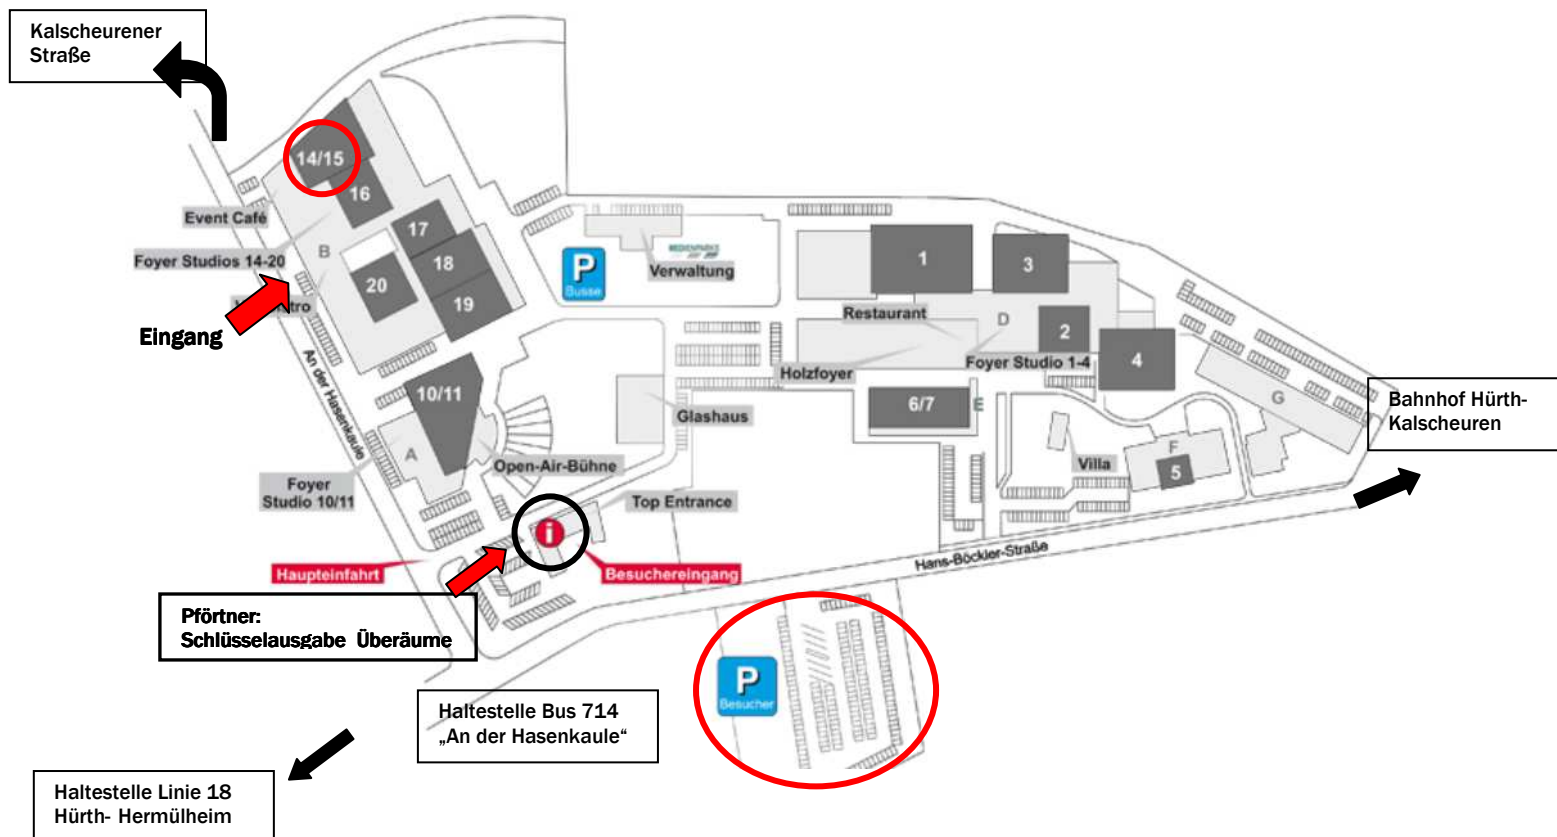 Kalscheurener
Straße
14/15
16
Event Café
17
Foyer Studios 14-20
B
18
20
19
Eingang
An der Hasenkaule
10/11
A
Open-Air-Bühne
Foyer
Studio 10/11
P
Busse
MEDIENPARKS
Verwaltung
1
3
Restaurant
D
2
Foyer Studio 1-4
4
Holzfoyer
6/7
E
G
Glashaus
Bahnhof Hürth-
Kalscheuren
Villa
F
5
Top Entrance
i
Hans-Böckler-Straße
Haupteinfahrt
Besuchereingang
Pförtner:
Schlüsselausgabe Überäume
P
Besucher
Haltestelle Bus 714
„An der Hasenkaule“
Haltestelle Linie 18
Hürth- Hermülheim